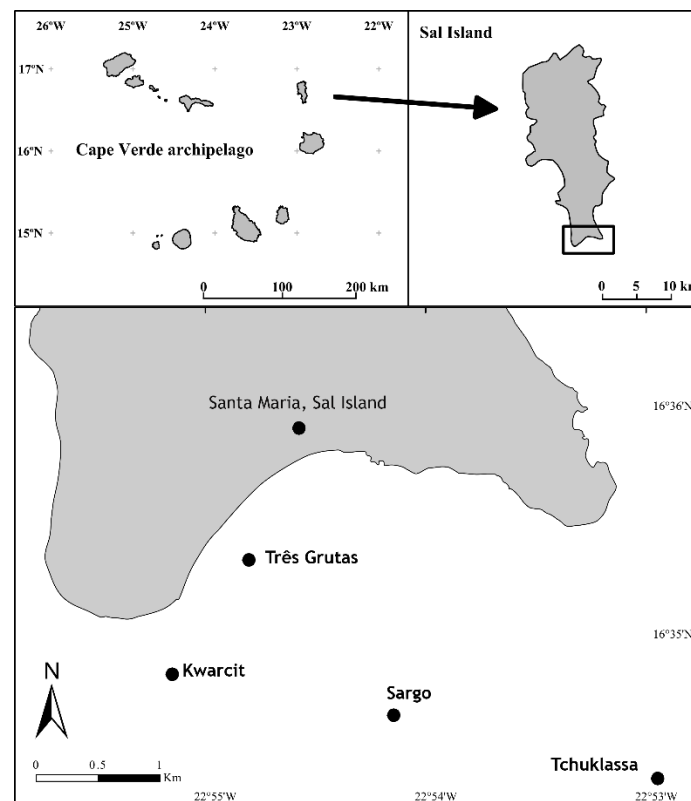 26°W 25°W 24°W 23°W 22°W
17°N
16°N
15°N
Cape Verde archipelago
0 100 200 km
Sal Island
0 5 10 km
Santa Maria, Sal Island
16°36'N
Três Grutas
16°35'N
Kwarcit
Sargo
Tchuklassa
N
0 0.5 1
Km
22°55'W 22°54'W 22°53'W